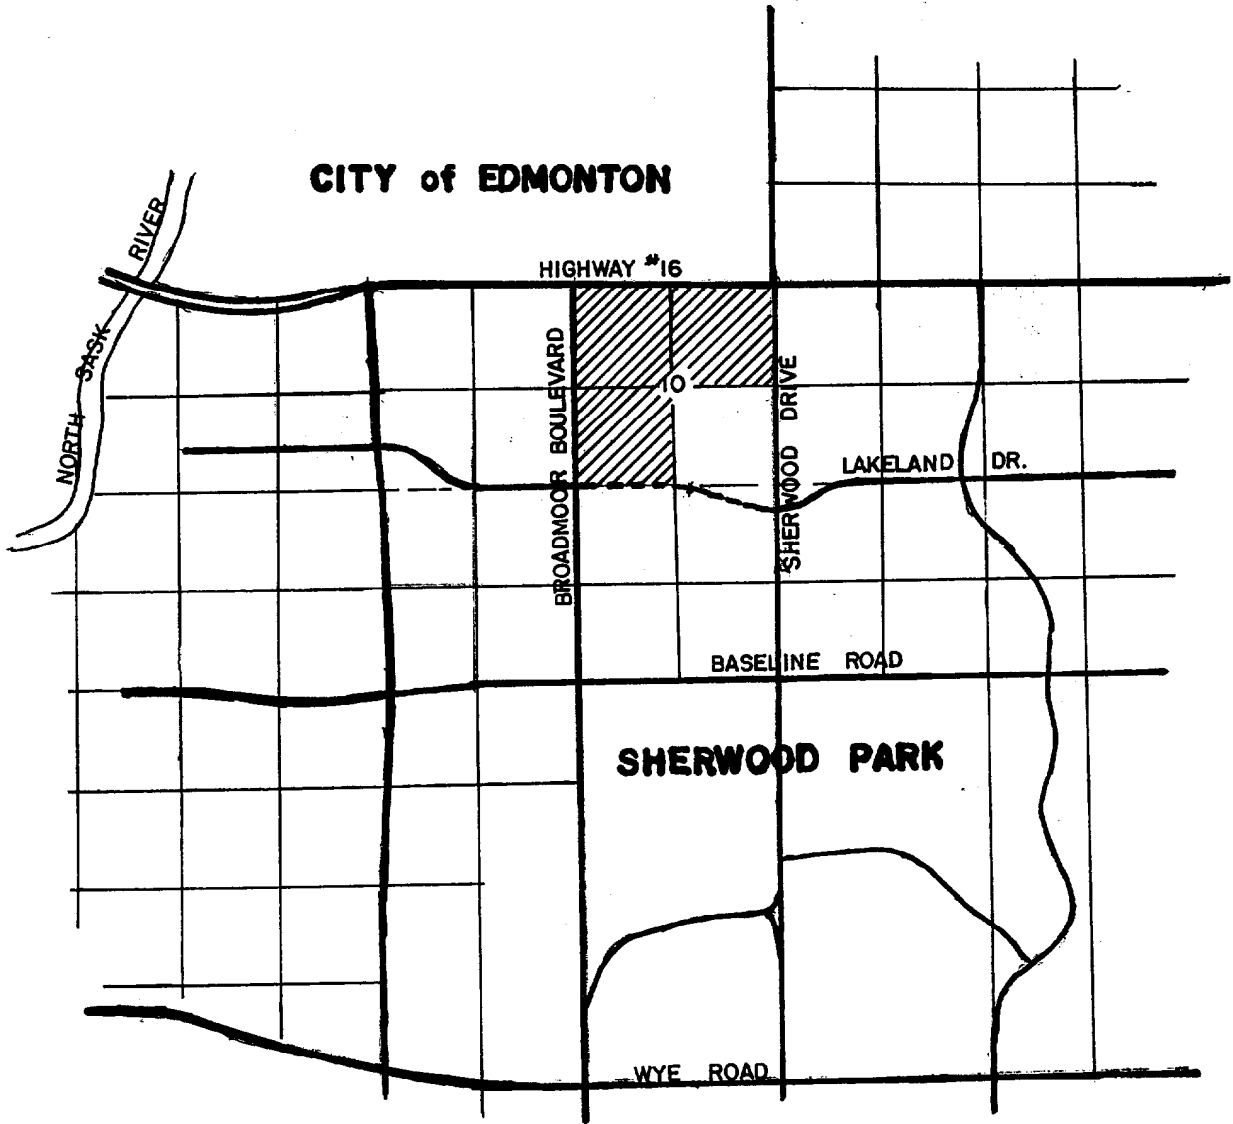 CITY of EDMONTON
RIVER
HIGHWAY #16
NORTH SASK
BROADMOOR BOULEVARD
10
SHERWOOD DRIVE
LAKELAND DR.
BASELINE ROAD
SHERWOOD PARK
WYE ROAD